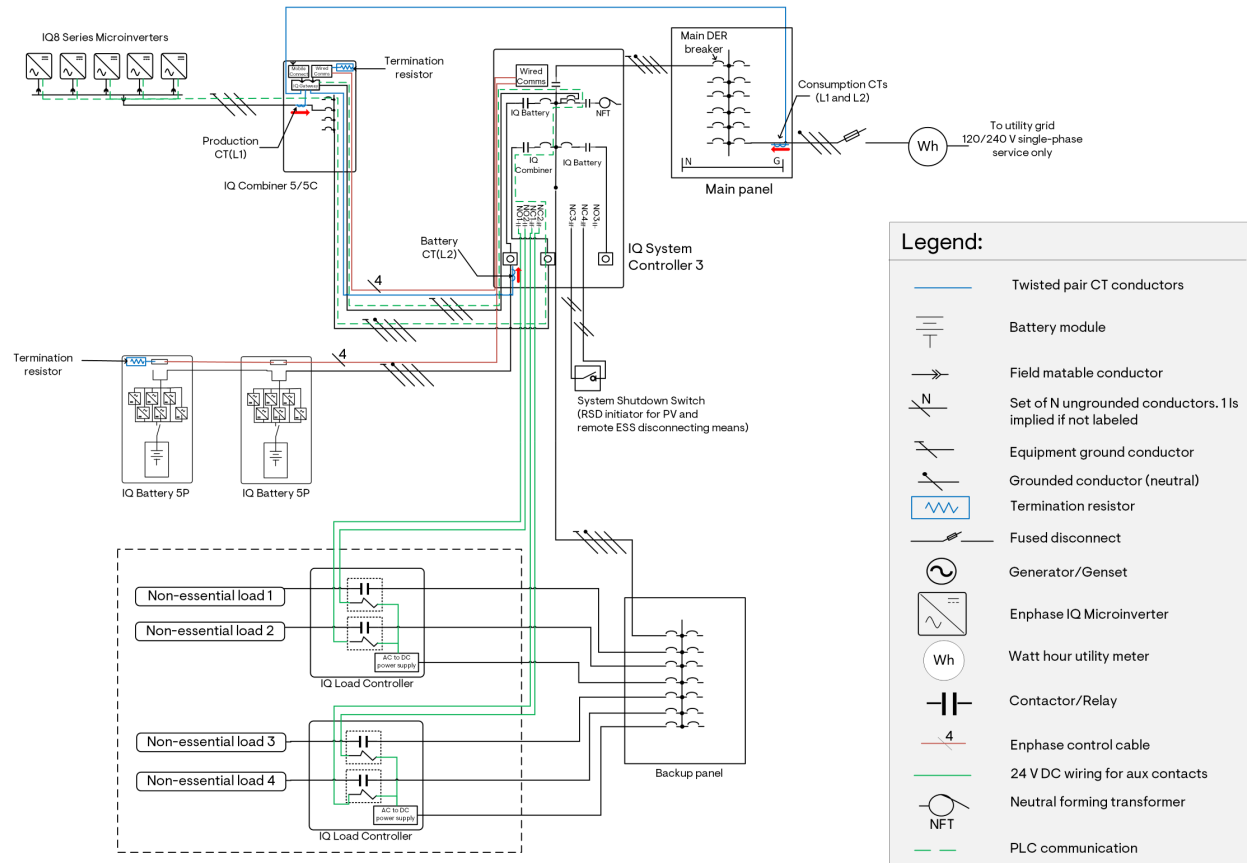 IQ8 Series Microinverters
Termination
resistor
Mobile
Connect
Wired
Comms
IQ Gateway
Production
CT(L1)
IQ Combiner 5/5C
Wired
Comms
IQ Battery
NFT
IQ
Combiner
IQ Battery
NO1
NO2
NC1
NC2
NC3
NC4
NO3
IQ System
Controller 3
Battery
CT(L2)
Main DER
breaker
N
G
Main panel
Consumption CTs
(L1 and L2)
Wh
To utility grid
120/240 V single-phase
service only
4
4
Termination
resistor
IQ Battery 5P
IQ Battery 5P
System Shutdown Switch
(RSD initiator for PV and
remote ESS disconnecting means)
Non-essential load 1
Non-essential load 2
AC to DC
power supply
IQ Load Controller
Non-essential load 3
Non-essential load 4
AC to DC
power supply
IQ Load Controller
Backup panel
Legend:
Twisted pair CT conductors
Battery module
Field matable conductor
N
Set of N ungrounded conductors. 1 Is
implied if not labeled
Equipment ground conductor
Grounded conductor (neutral)
Termination resistor
Fused disconnect
Generator/Genset
Enphase IQ Microinverter
Wh
Watt hour utility meter
Contactor/Relay
4
Enphase control cable
24 V DC wiring for aux contacts
NFT
Neutral forming transformer
PLC communication